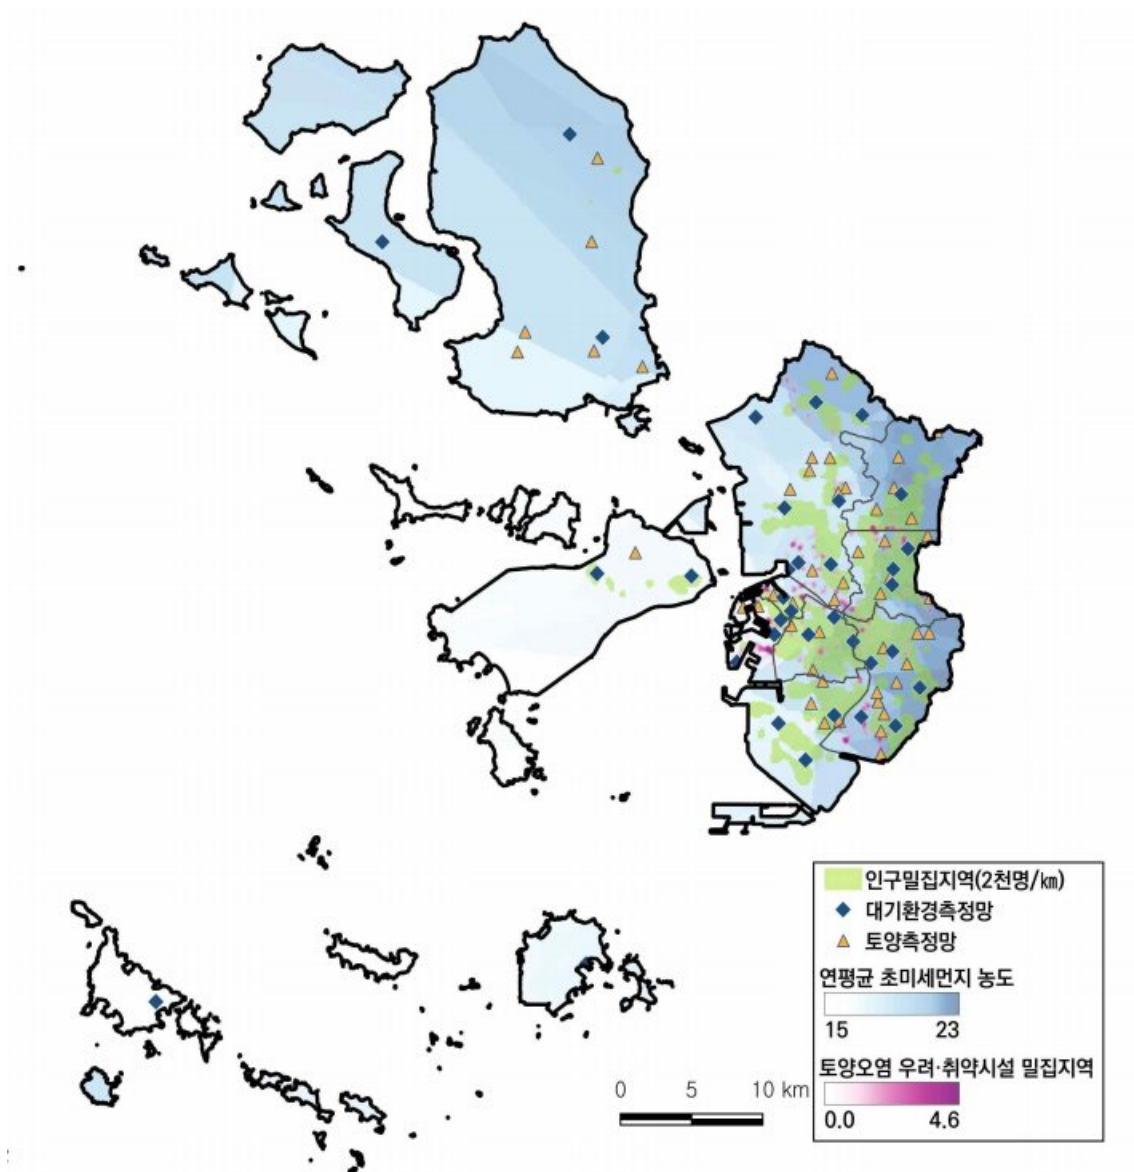 인구밀집지역(2천명/㎢)
대기환경측정망
토양측정망
연평균 초미세먼지 농도
15 23
토양오염 우려·취약시설 밀집지역
0.0 4.6
0 5 10 km